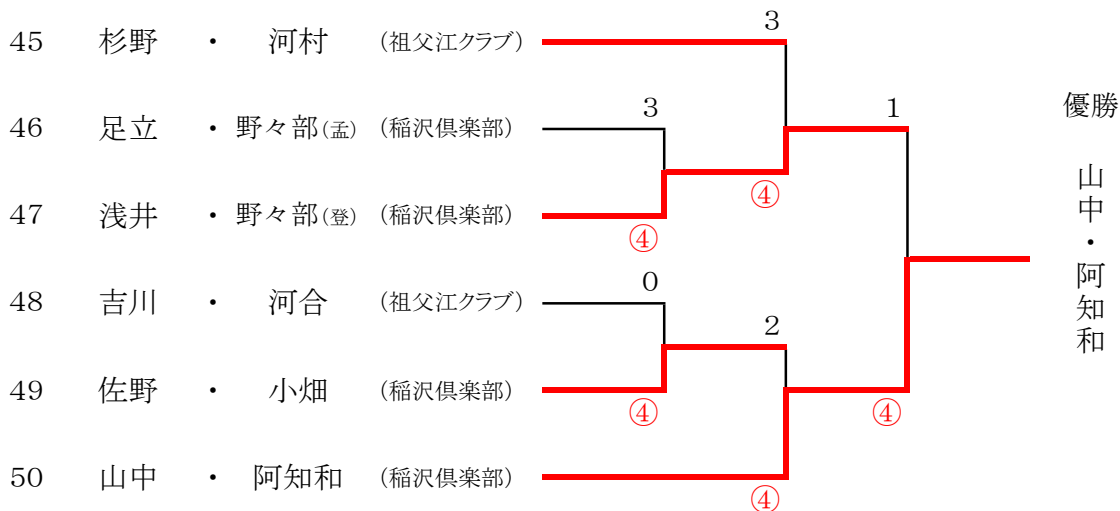 45 杉野 ・ 河村 (祖父江クラブ) 3
46 足立 ・ 野々部(孟) (稲沢倶楽部) 3 1
④
47 浅井 ・ 野々部(登) (稲沢倶楽部) ④
48 吉川 ・ 河合 (祖父江クラブ) 0
2
49 佐野 ・ 小畑 (稲沢倶楽部) ④ ④
50 山中 ・ 阿知和 (稲沢倶楽部) ④
優勝
山中・阿知和